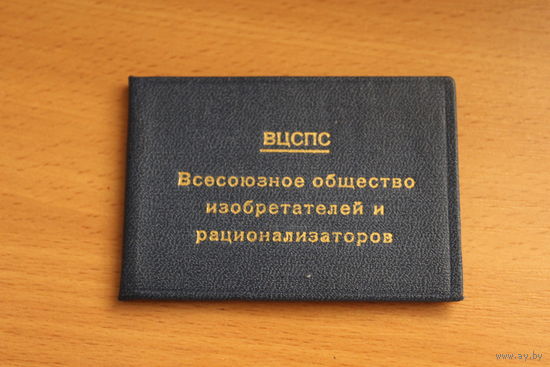 ВЦСПС
Всесоюзное общество
изобретателей и
рационализаторов
www.ay.by